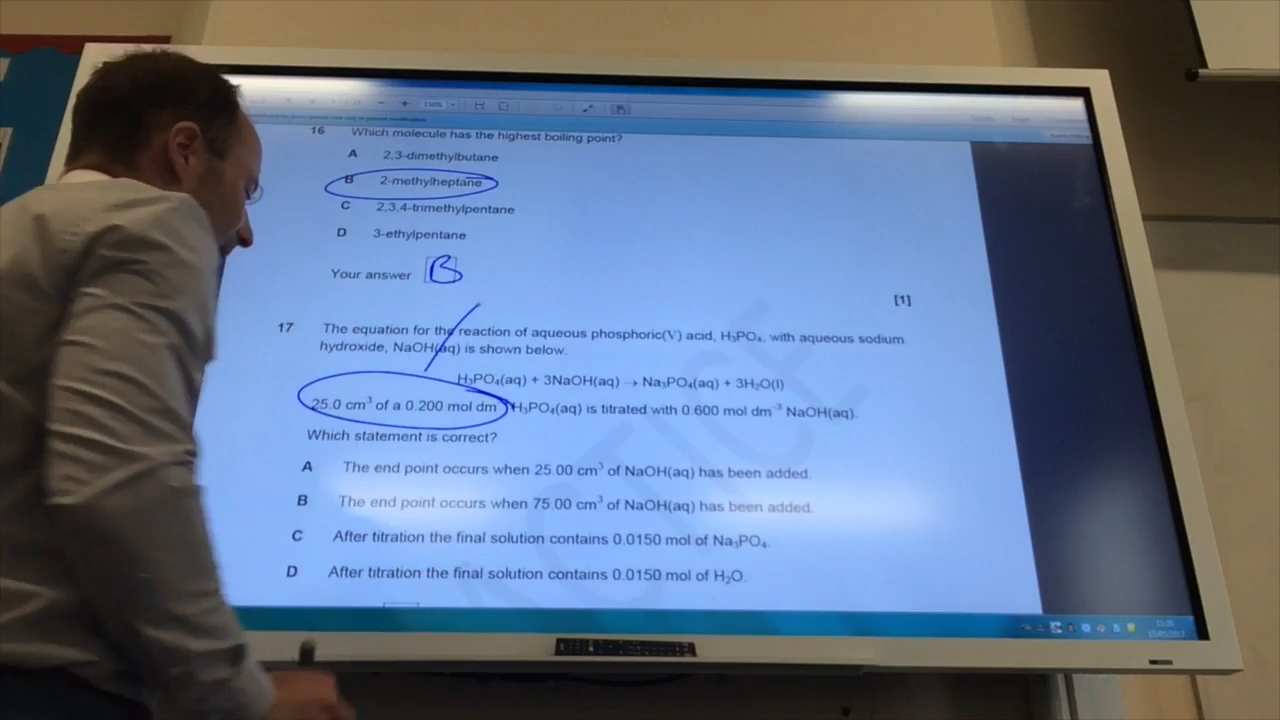 150%
16 Which molecule has the highest boiling point?
A 2,3-dimethylbutane
B 2-methylheptane
C 2,3,4-trimethylpentane
D 3-ethylpentane
Your answer B
[1]
17 The equation for the reaction of aqueous phosphoric(V) acid, H₃PO₄, with aqueous sodium
hydroxide, NaOH(aq) is shown below.
H₃PO₄(aq) + 3NaOH(aq) → Na₃PO₄(aq) + 3H₂O(l)
25.0 cm³ of a 0.200 mol dm H₃PO₄(aq) is titrated with 0.600 mol dm⁻³ NaOH(aq).
Which statement is correct?
A The end point occurs when 25.00 cm³ of NaOH(aq) has been added.
B The end point occurs when 75.00 cm³ of NaOH(aq) has been added.
C After titration the final solution contains 0.0150 mol of Na₃PO₄.
D After titration the final solution contains 0.0150 mol of H₂O.